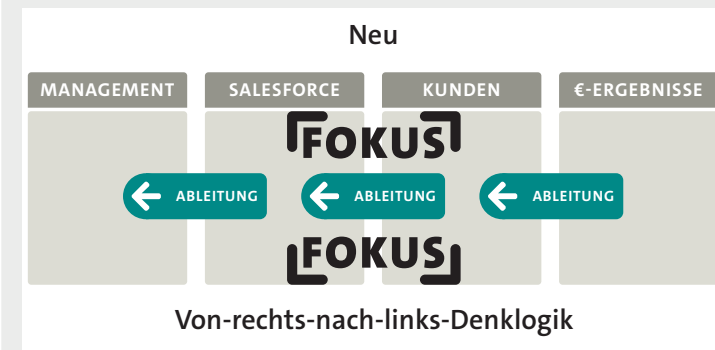 Neu
MANAGEMENT SALESFORCE KUNDEN €-ERGEBNISSE
FOKUS
ABLEITUNG ABLEITUNG ABLEITUNG
FOKUS
Von-rechts-nach-links-Denklogik